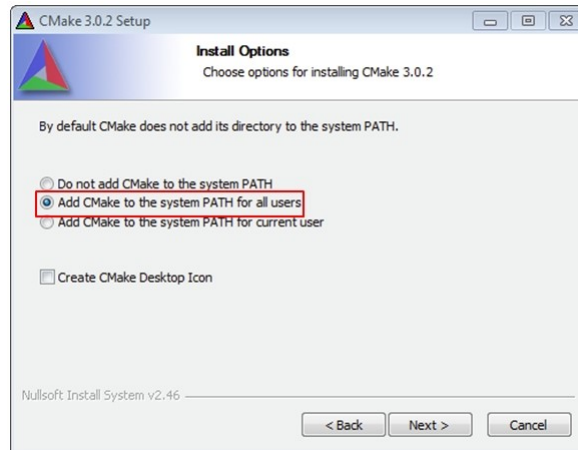 CMake 3.0.2 Setup
Install Options
Choose options for installing CMake 3.0.2
By default CMake does not add its directory to the system PATH.
Do not add CMake to the system PATH
Add CMake to the system PATH for all users
Add CMake to the system PATH for current user
Create CMake Desktop Icon
Nullsoft Install System v2.46
< Back Next > Cancel